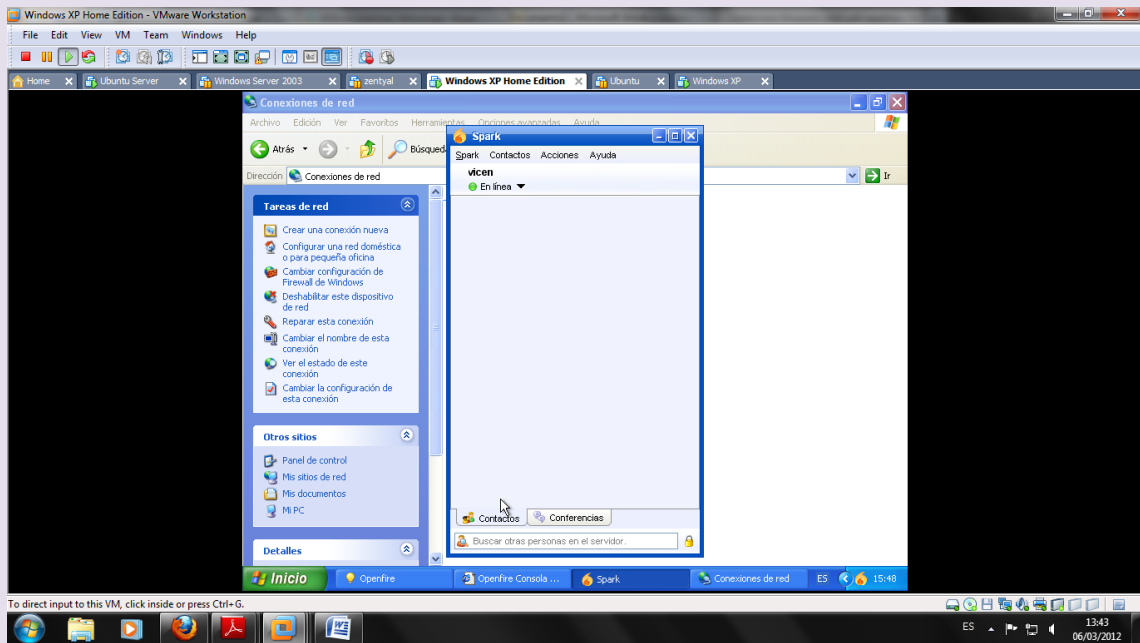 Windows XP Home Edition - VMware Workstation
File Edit View VM Team Windows Help
Home Ubuntu Server Windows Server 2003 zentyal Windows XP Home Edition Ubuntu Windows XP
Conexiones de red
Archivo Edición Ver Favoritos Herramientas Opciones avanzadas Ayuda
Atrás Búsqued
Dirección Conexiones de red Ir
Tareas de red
Crear una conexión nueva
Configurar una red doméstica
o para pequeña oficina
Cambiar configuración de
Firewall de Windows
Deshabilitar este dispositivo
de red
Reparar esta conexión
Cambiar el nombre de esta
conexión
Ver el estado de este
conexión
Cambiar la configuración de
esta conexión
Otros sitios
Panel de control
Mis sitios de red
Mis documentos
Mi PC
Detalles
Spark
Spark Contactos Acciones Ayuda
vicen
En línea
Contactos Conferencias
Buscar otras personas en el servidor.
Inicio Openfire Openfire Consola ... Spark Conexiones de red ES 15:48
To direct input to this VM, click inside or press Ctrl+G.
ES 13:43
06/03/2012